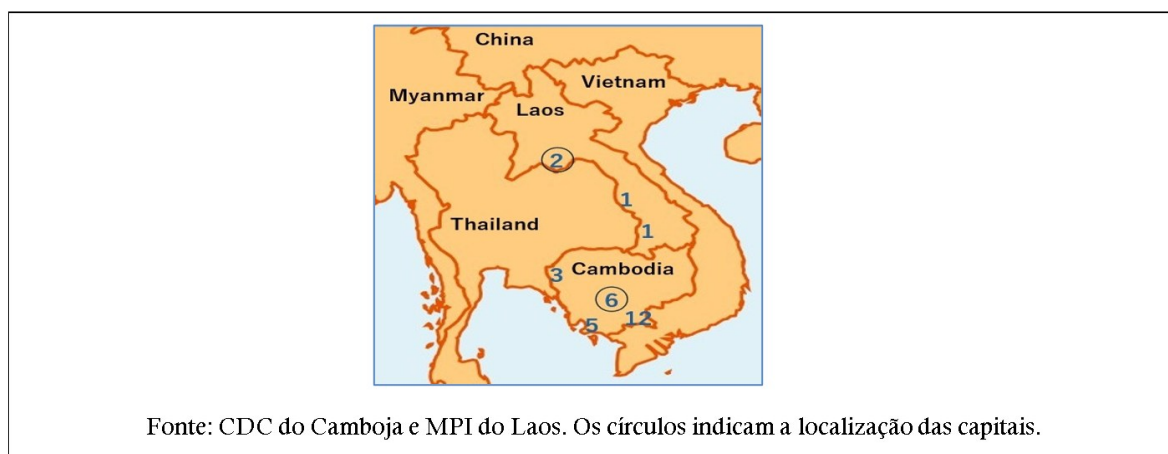 China
Vietnam
Myanmar
Laos
2
1
Thailand
1
3 Cambodia
6
5 12
Fonte: CDC do Camboja e MPI do Laos. Os círculos indicam a localização das capitais.